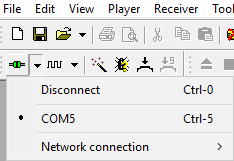 File Edit View Player Receiver Tool
Disconnect Ctrl-0
COM5 Ctrl-5
Network connection